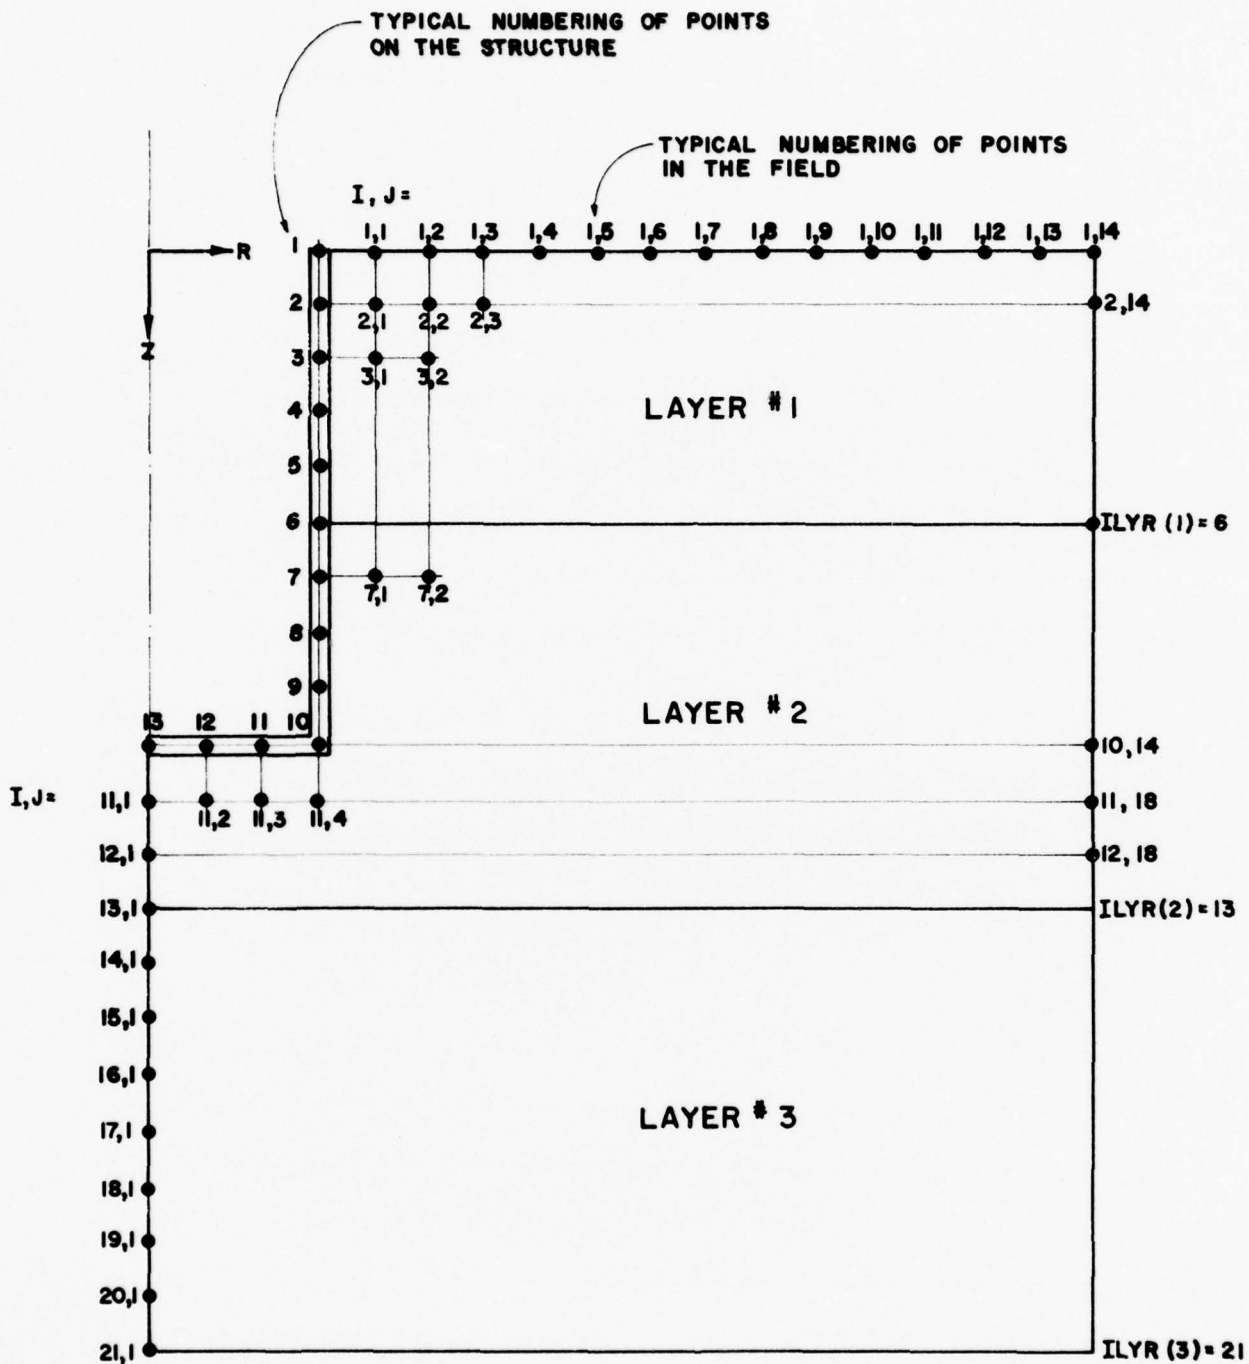 TYPICAL NUMBERING OF POINTS
ON THE STRUCTURE
TYPICAL NUMBERING OF POINTS
IN THE FIELD
I, J =
1 1,1 1,2 1,3 1,4 1,5 1,6 1,7 1,8 1,9 1,10 1,11 1,12 1,13 1,14
R
2 2,1 2,2 2,3 2,14
Z
3 3,1 3,2
4 LAYER #1
5
6 ILYR (1) = 6
7 7,1 7,2
8
9 LAYER #2
13 12 11 10 10,14
I, J =
11,1 11,2 11,3 11,4 11,18
12,1 12,18
13,1 ILYR (2) = 13
14,1
15,1
16,1
17,1 LAYER #3
18,1
19,1
20,1
21,1 ILYR (3) = 21